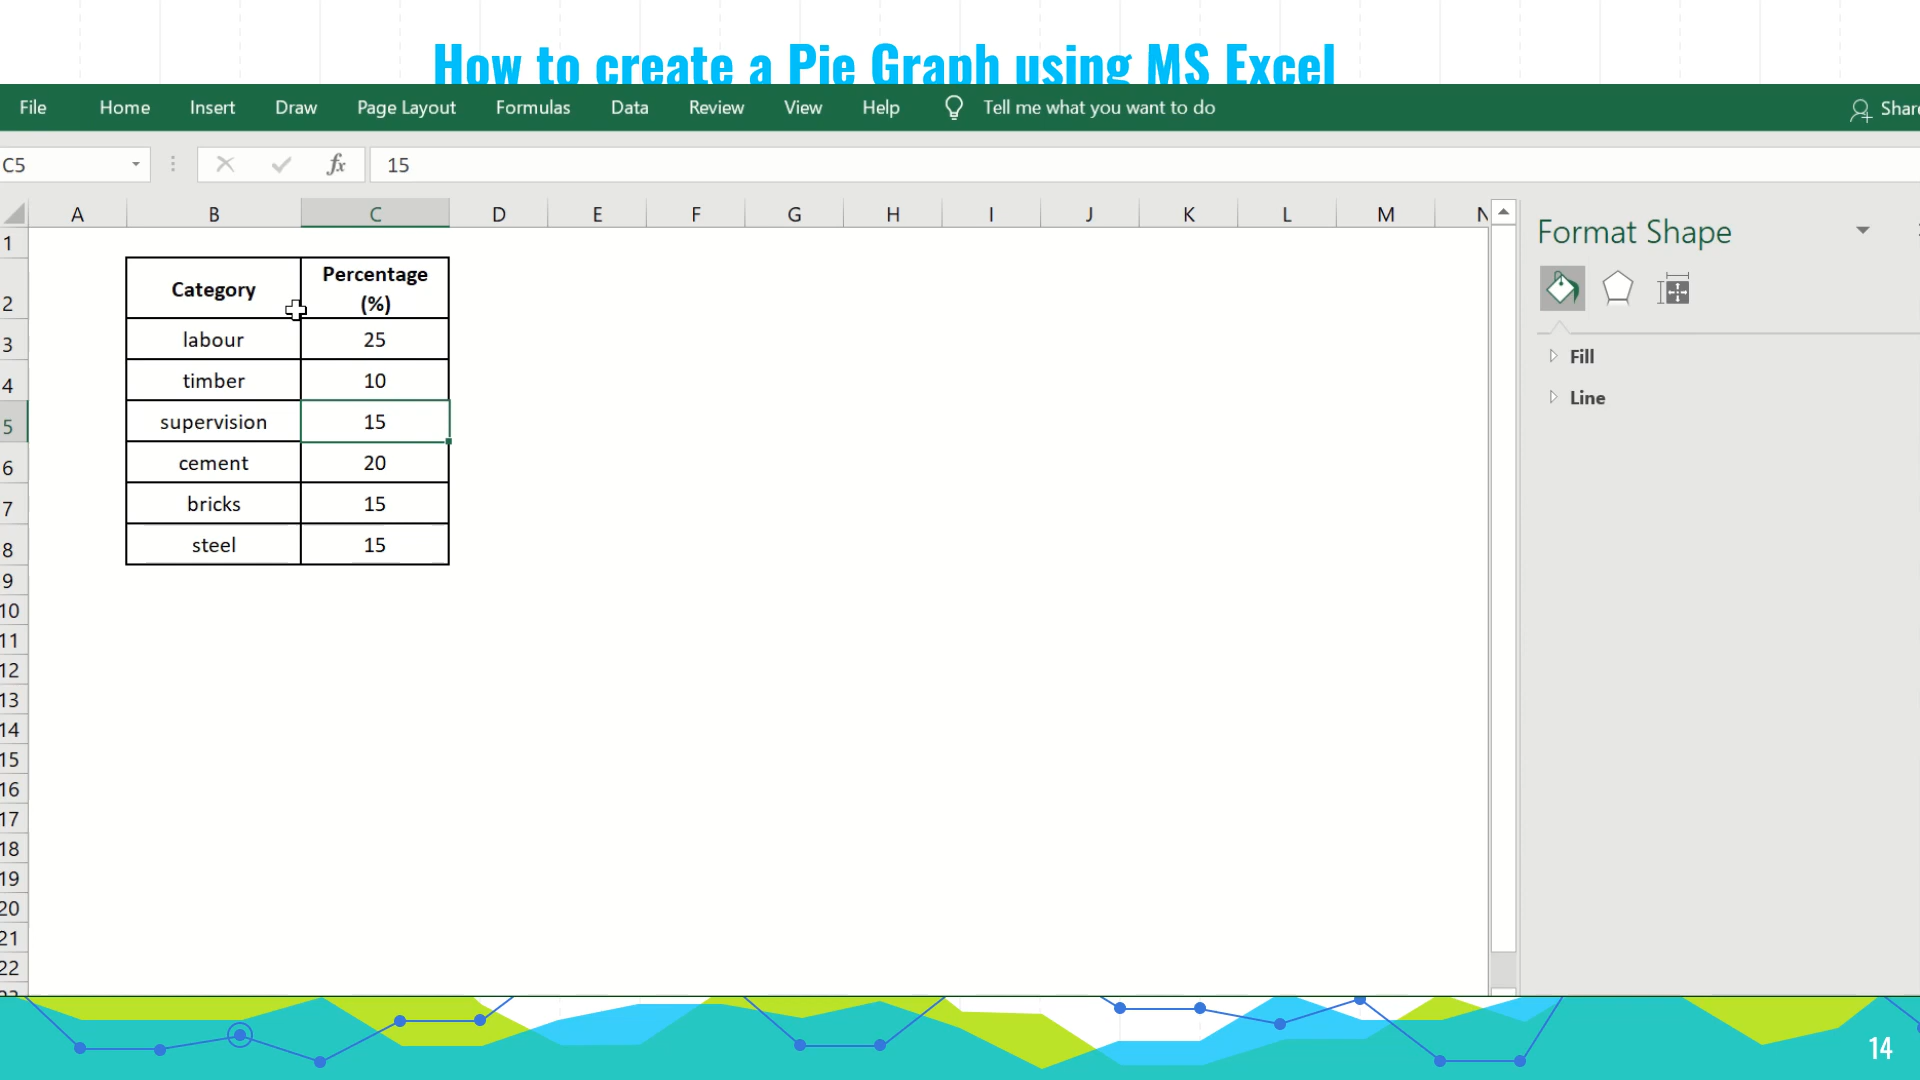 How to create a Pie Graph using MS Excel
File Home Insert Draw Page Layout Formulas Data Review View Help Tell me what you want to do Share
C5 fx 15
A B C D E F G H I J K L M N
Format Shape
1
2 Category Percentage (%)
3 labour 25
Fill
4 timber 10
Line
5 supervision 15
6 cement 20
7 bricks 15
8 steel 15
9
10
11
12
13
14
15
16
17
18
19
20
21
22
14